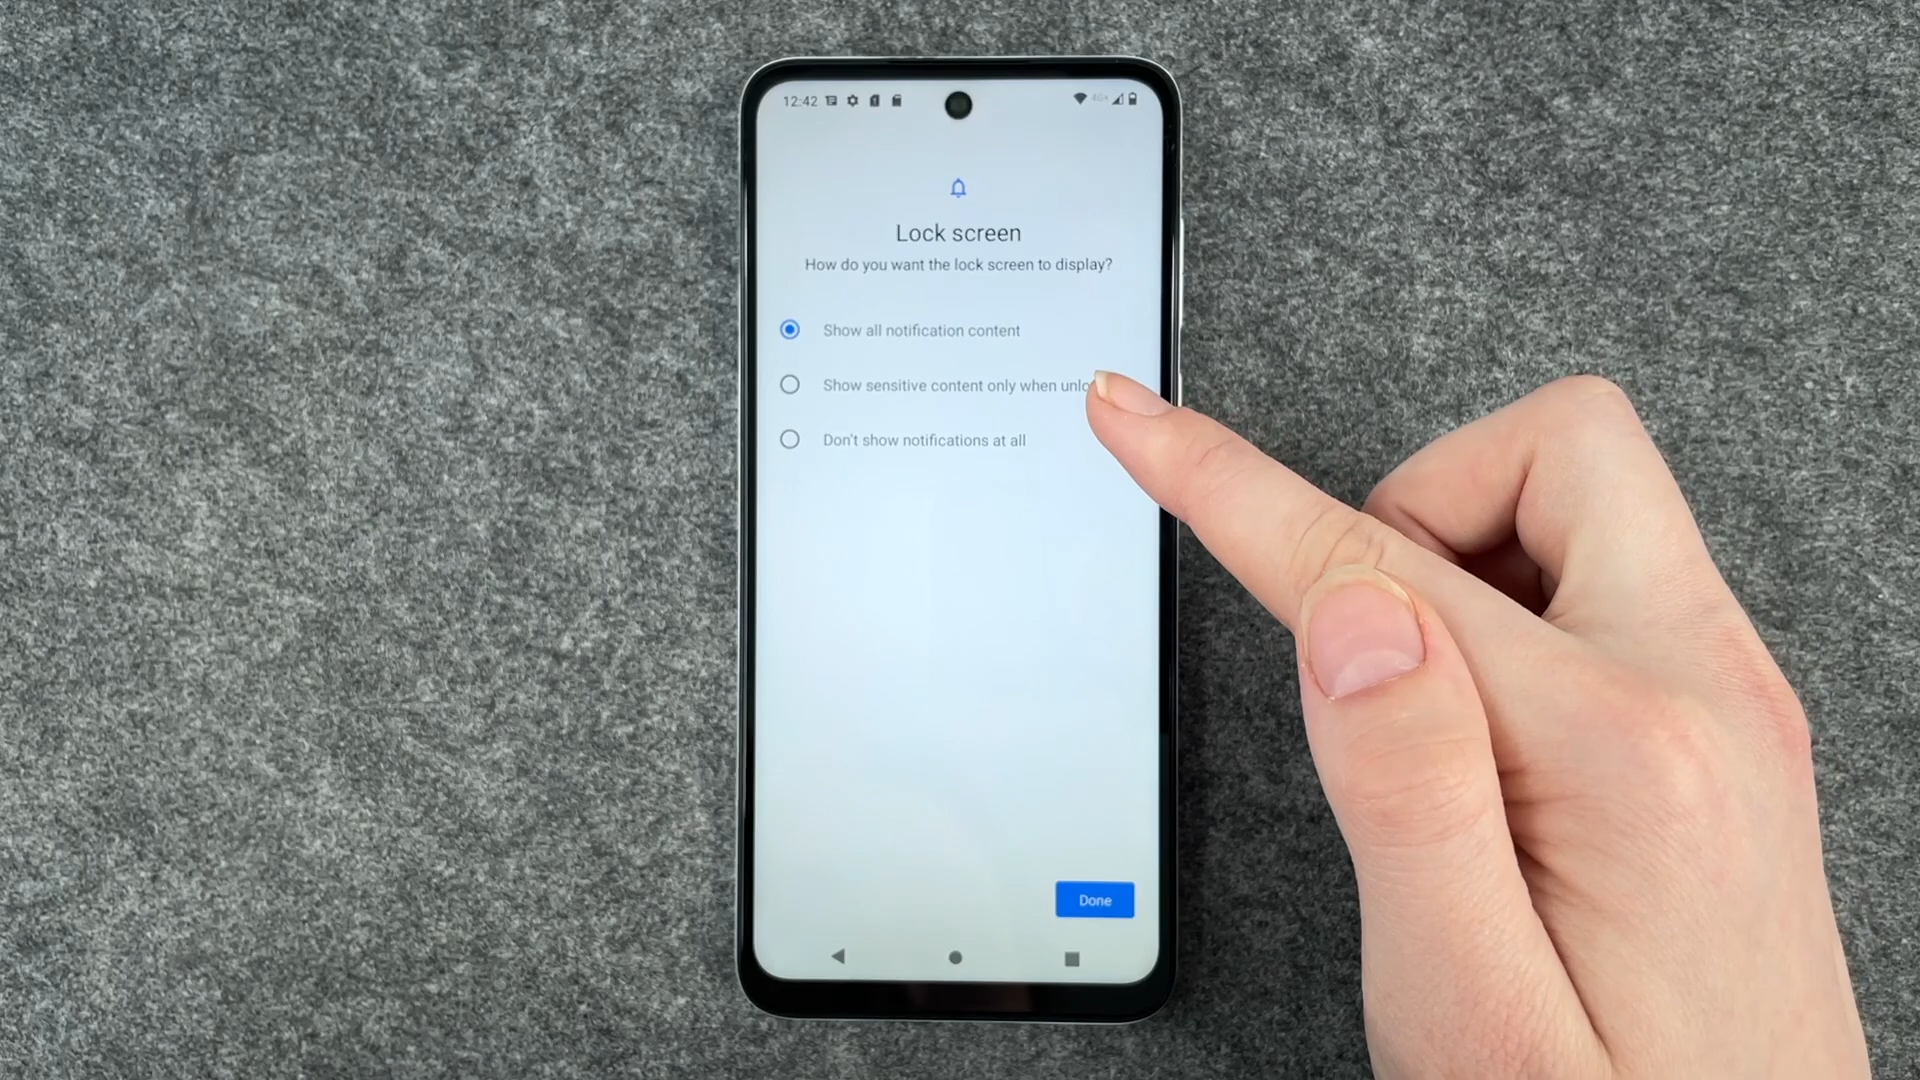 12:42
4G+
Lock screen
How do you want the lock screen to display?
Show all notification content
Show sensitive content only when
Don't show notifications at all
Done